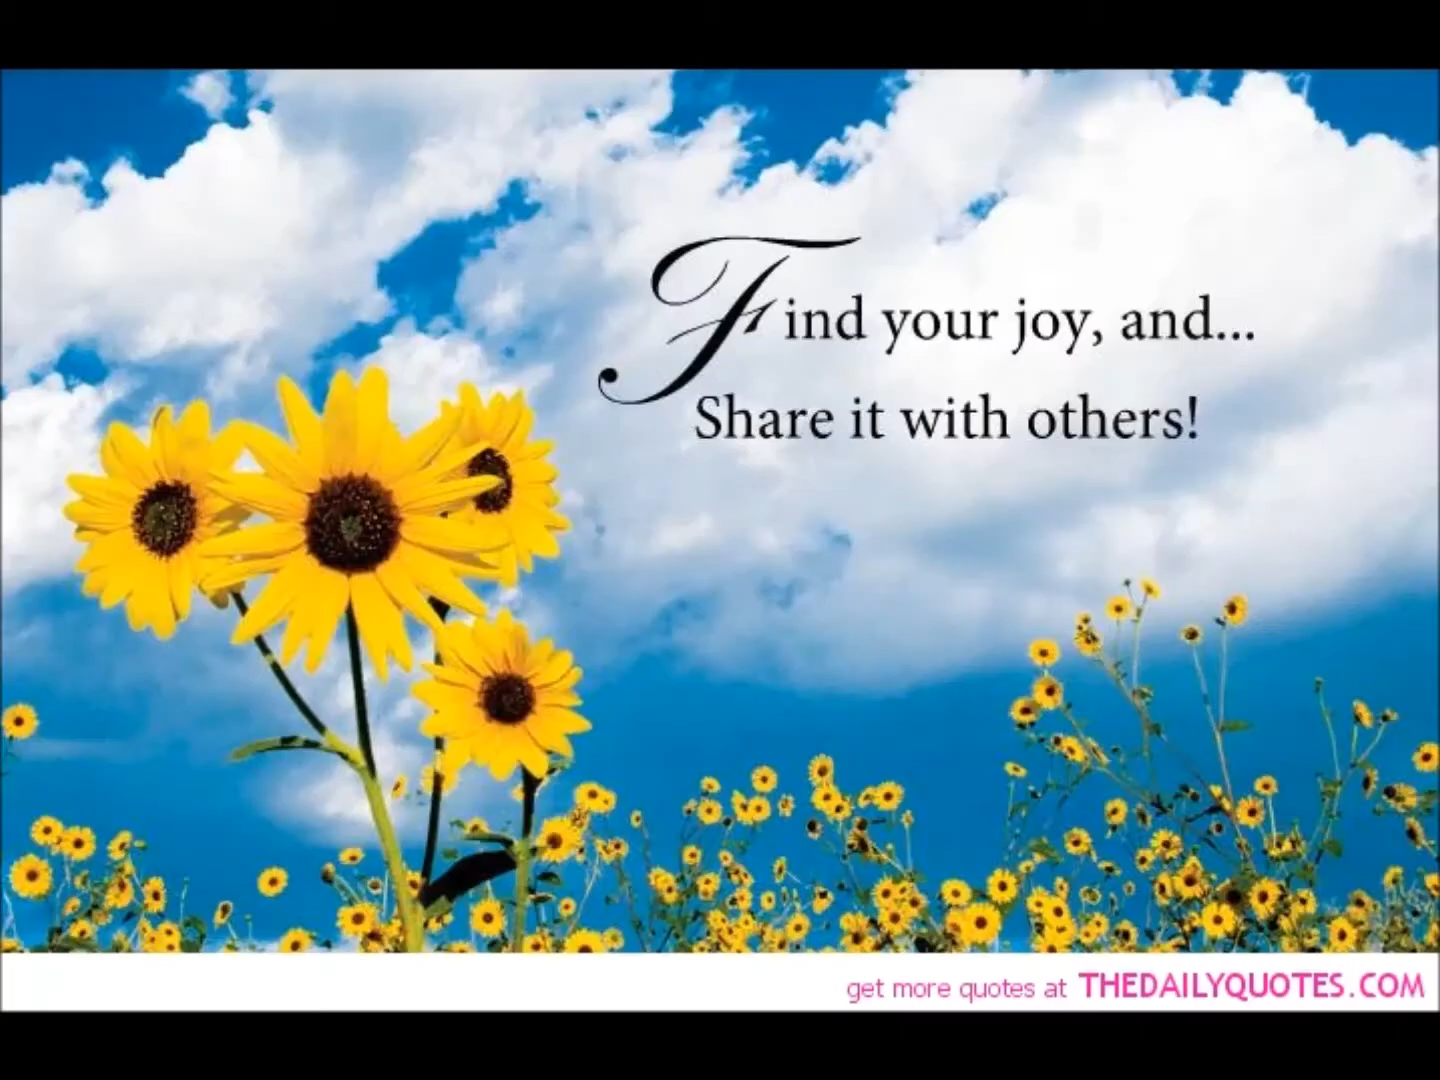 Find your joy, and...
Share it with others!
get more quotes at THEDAILYQUOTES.COM